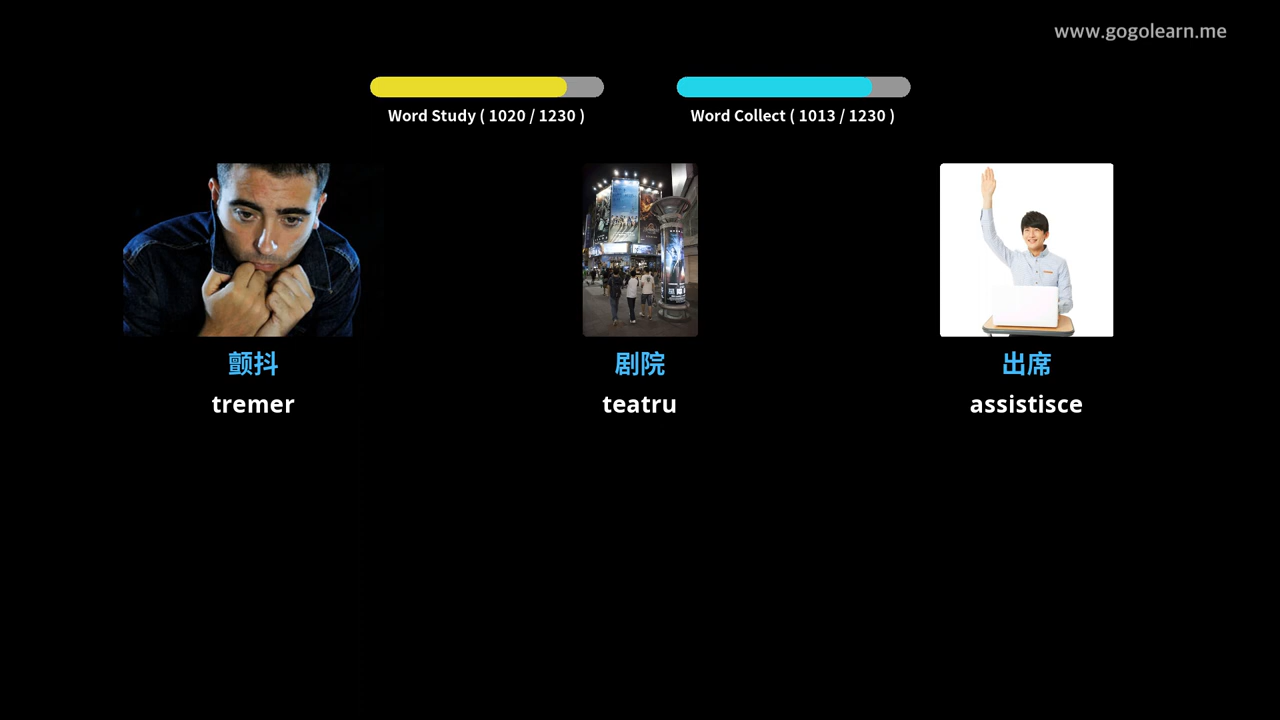 www.gogolearn.me
Word Study ( 1020 / 1230 )
Word Collect ( 1013 / 1230 )
颤抖
剧院
出席
tremer
teatru
assistisce